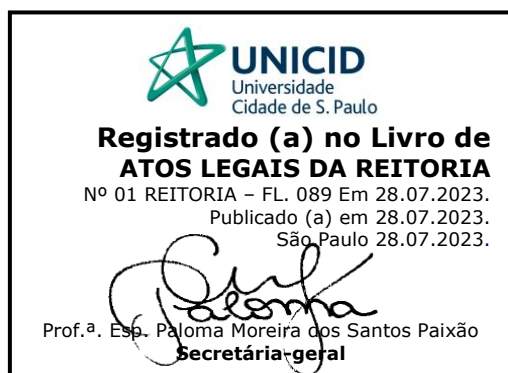 UNICID
Universidade
Cidade de S. Paulo
Registrado (a) no Livro de
ATOS LEGAIS DA REITORIA
Nº 01 REITORIA – FL. 089 Em 28.07.2023.
Publicado (a) em 28.07.2023.
São Paulo 28.07.2023.
Paloma
Prof.ª. Esp. Paloma Moreira dos Santos Paixão
Secretária-geral